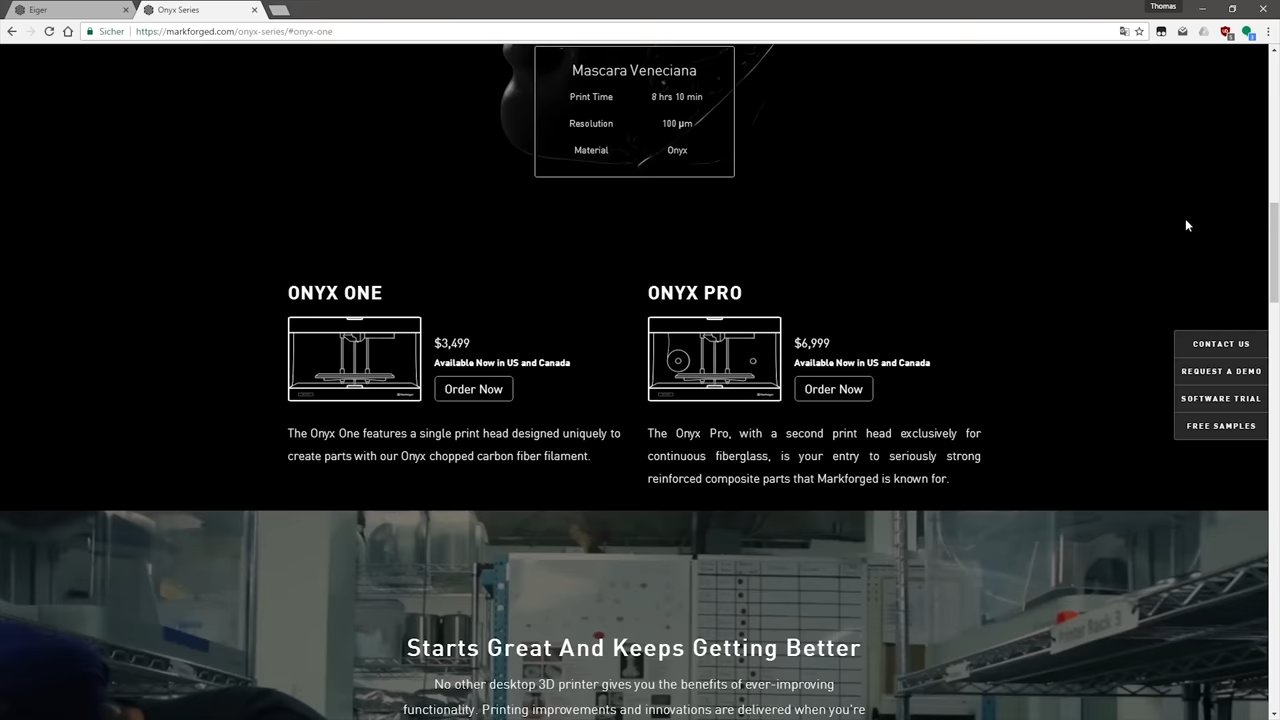 Eiger
Onyx Series
Thomas
Sicher
https://markforged.com/onyx-series/#onyx-one
Mascara Veneciana
Print Time 8 hrs 10 min
Resolution 100 µm
Material Onyx
ONYX ONE
$3,499
Available Now in US and Canada
Order Now
The Onyx One features a single print head designed uniquely to
create parts with our Onyx chopped carbon fiber filament.
ONYX PRO
$6,999
Available Now in US and Canada
Order Now
The Onyx Pro, with a second print head exclusively for
continuous fiberglass, is your entry to seriously strong
reinforced composite parts that Markforged is known for.
CONTACT US
REQUEST A DEMO
SOFTWARE TRIAL
FREE SAMPLES
Printer Rack 3
Starts Great And Keeps Getting Better
No other desktop 3D printer gives you the benefits of ever-improving
functionality. Printing improvements and innovations are delivered when you're